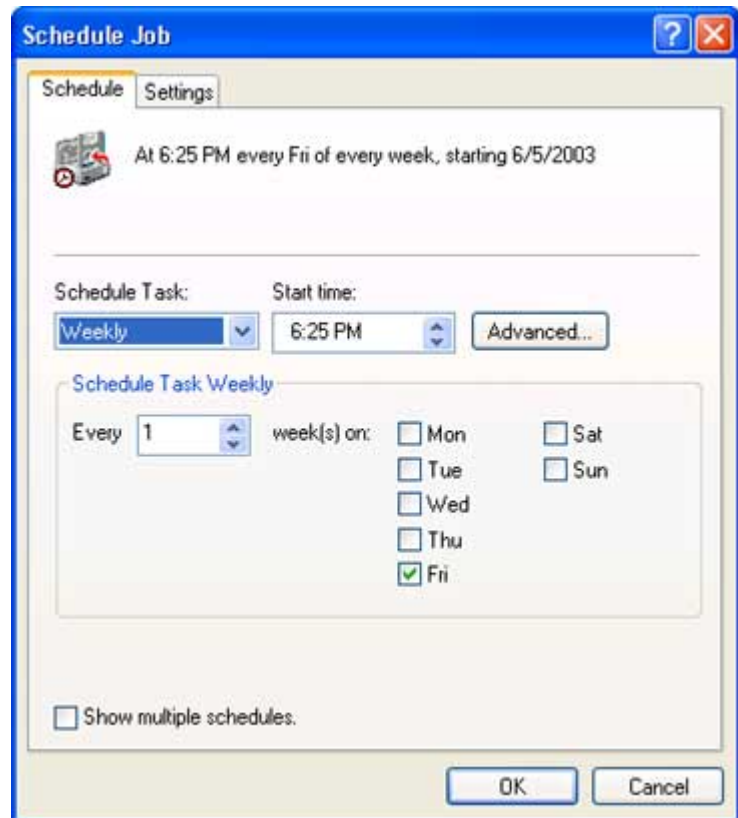 Schedule Job
Schedule Settings
At 6:25 PM every Fri of every week, starting 6/5/2003
Schedule Task: Start time:
Weekly 6:25 PM Advanced...
Schedule Task Weekly
Every 1 week(s) on: Mon Sat
Tue Sun
Wed
Thu
Fri
Show multiple schedules.
OK Cancel